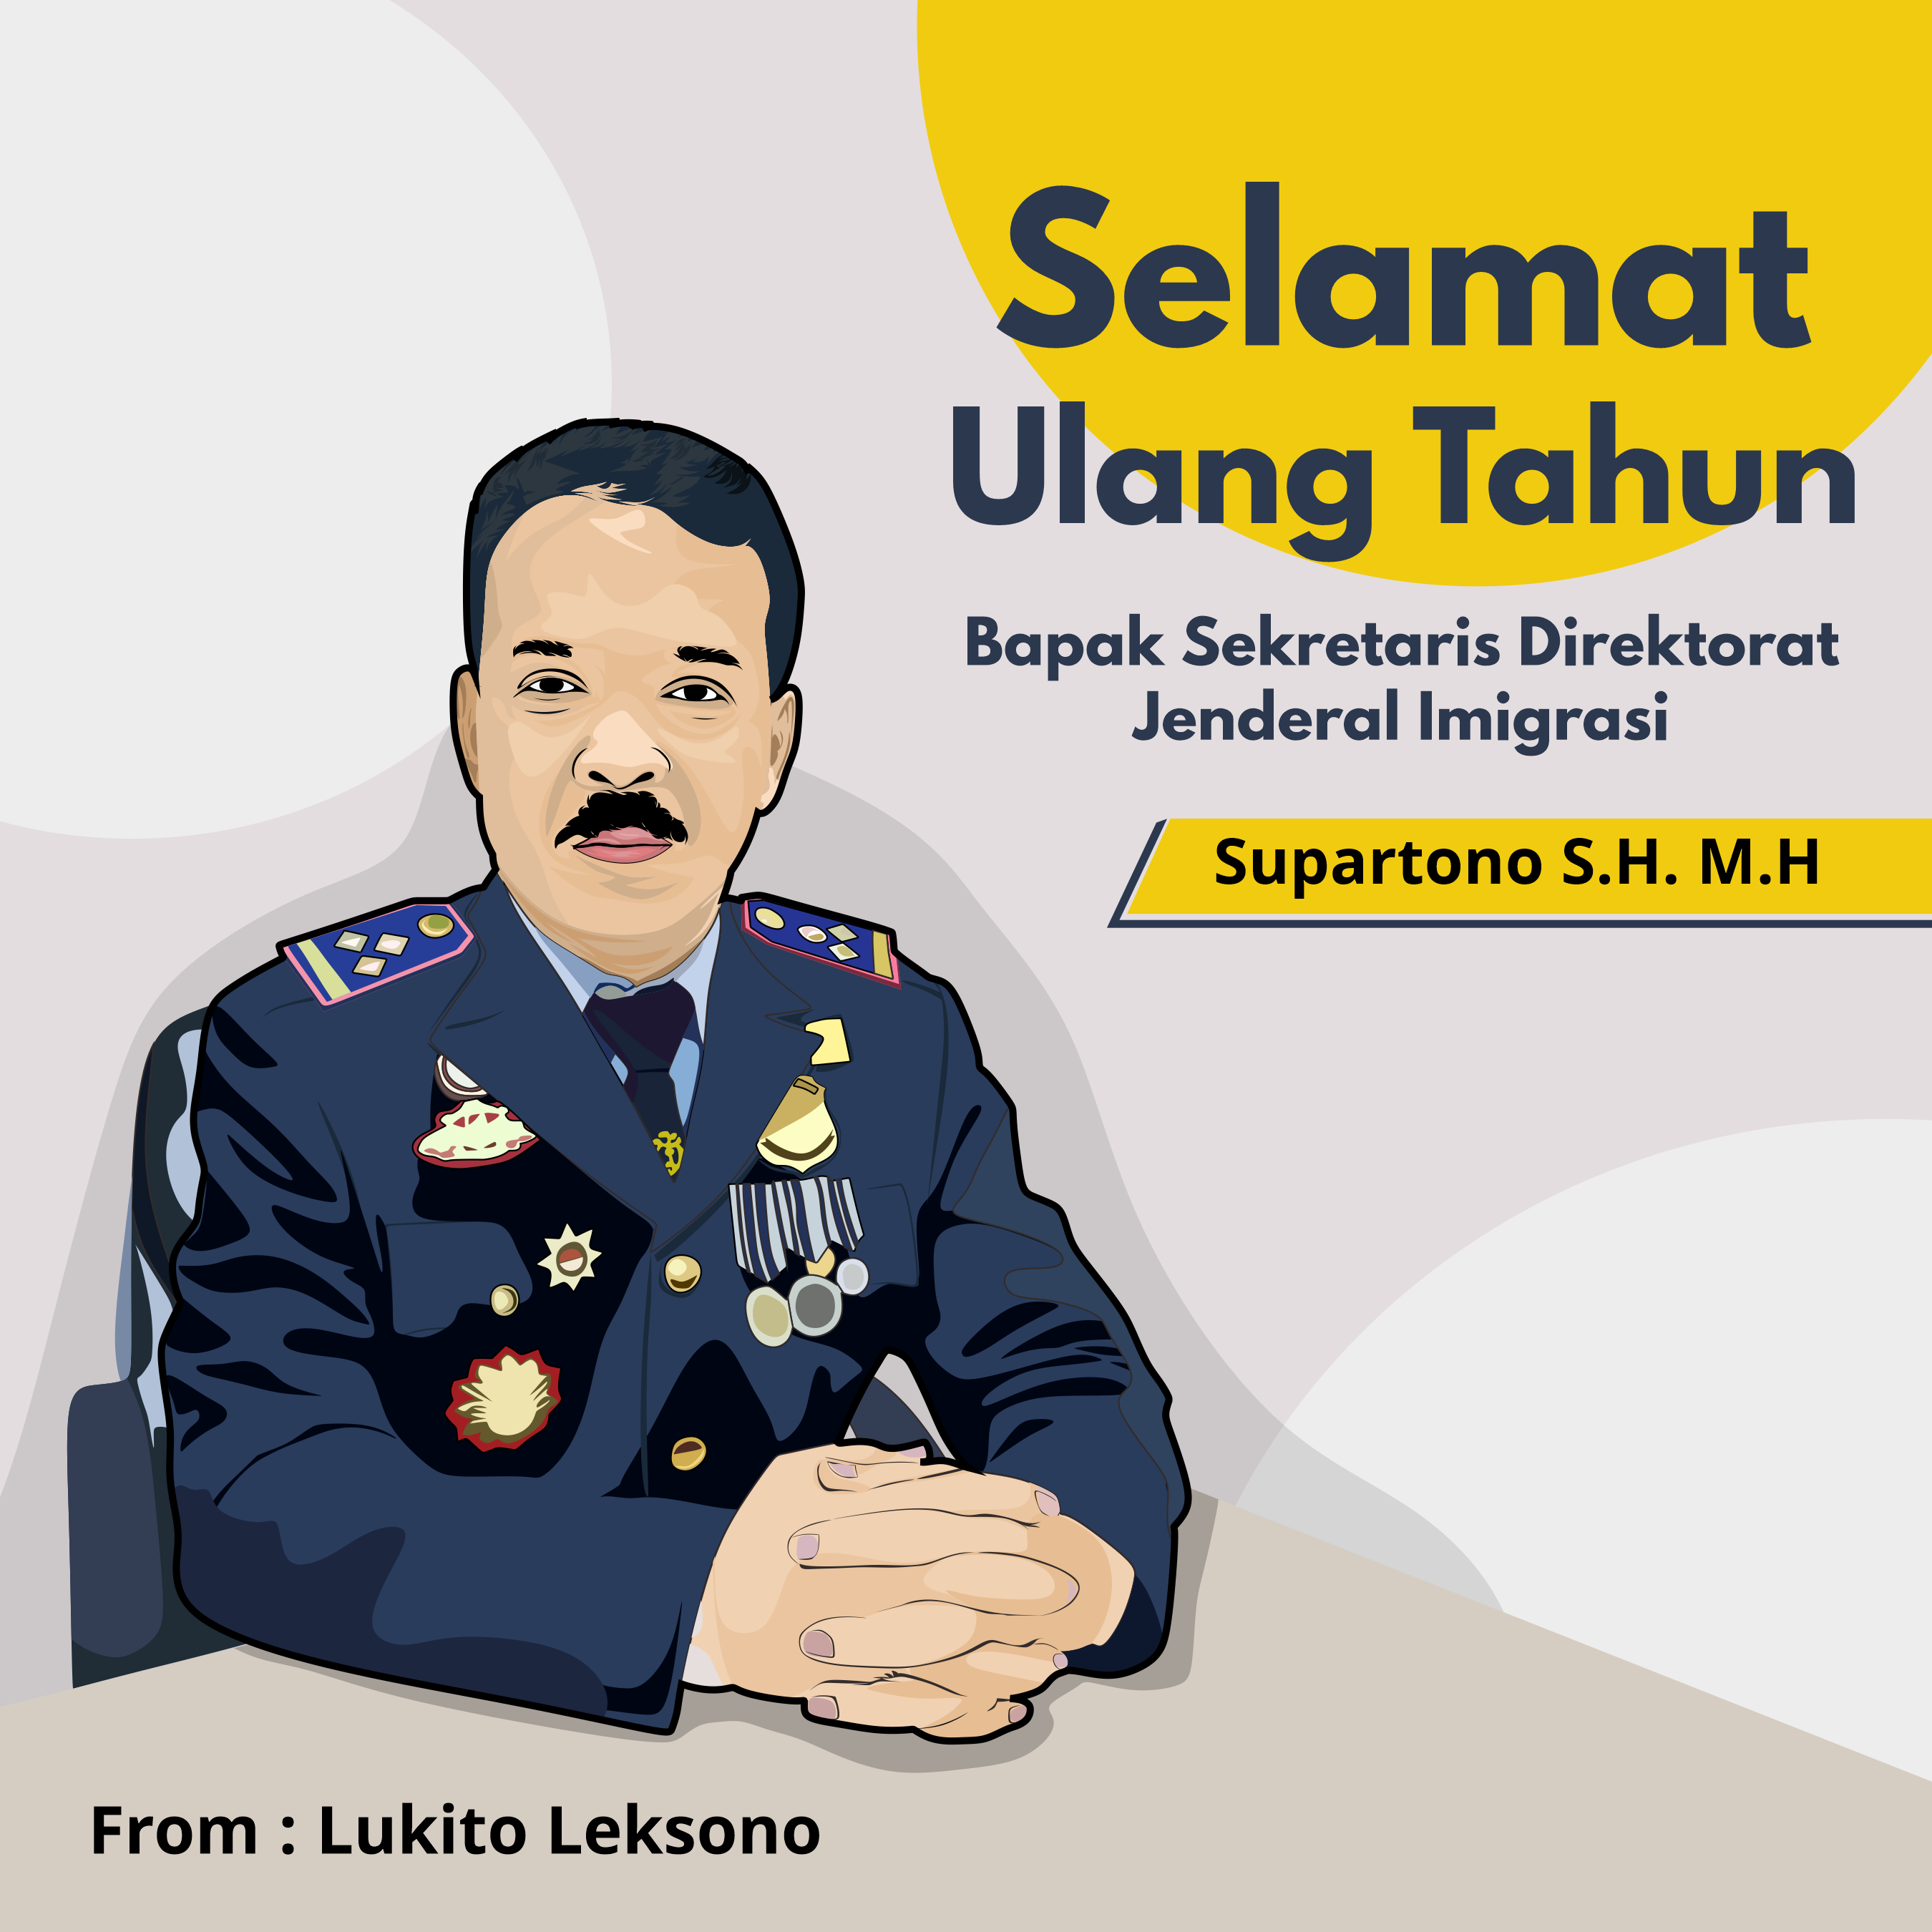 Selamat
Ulang Tahun
Bapak Sekretaris Direktorat
Jenderal Imigrasi
Supartono S.H. M.H
From : Lukito Leksono